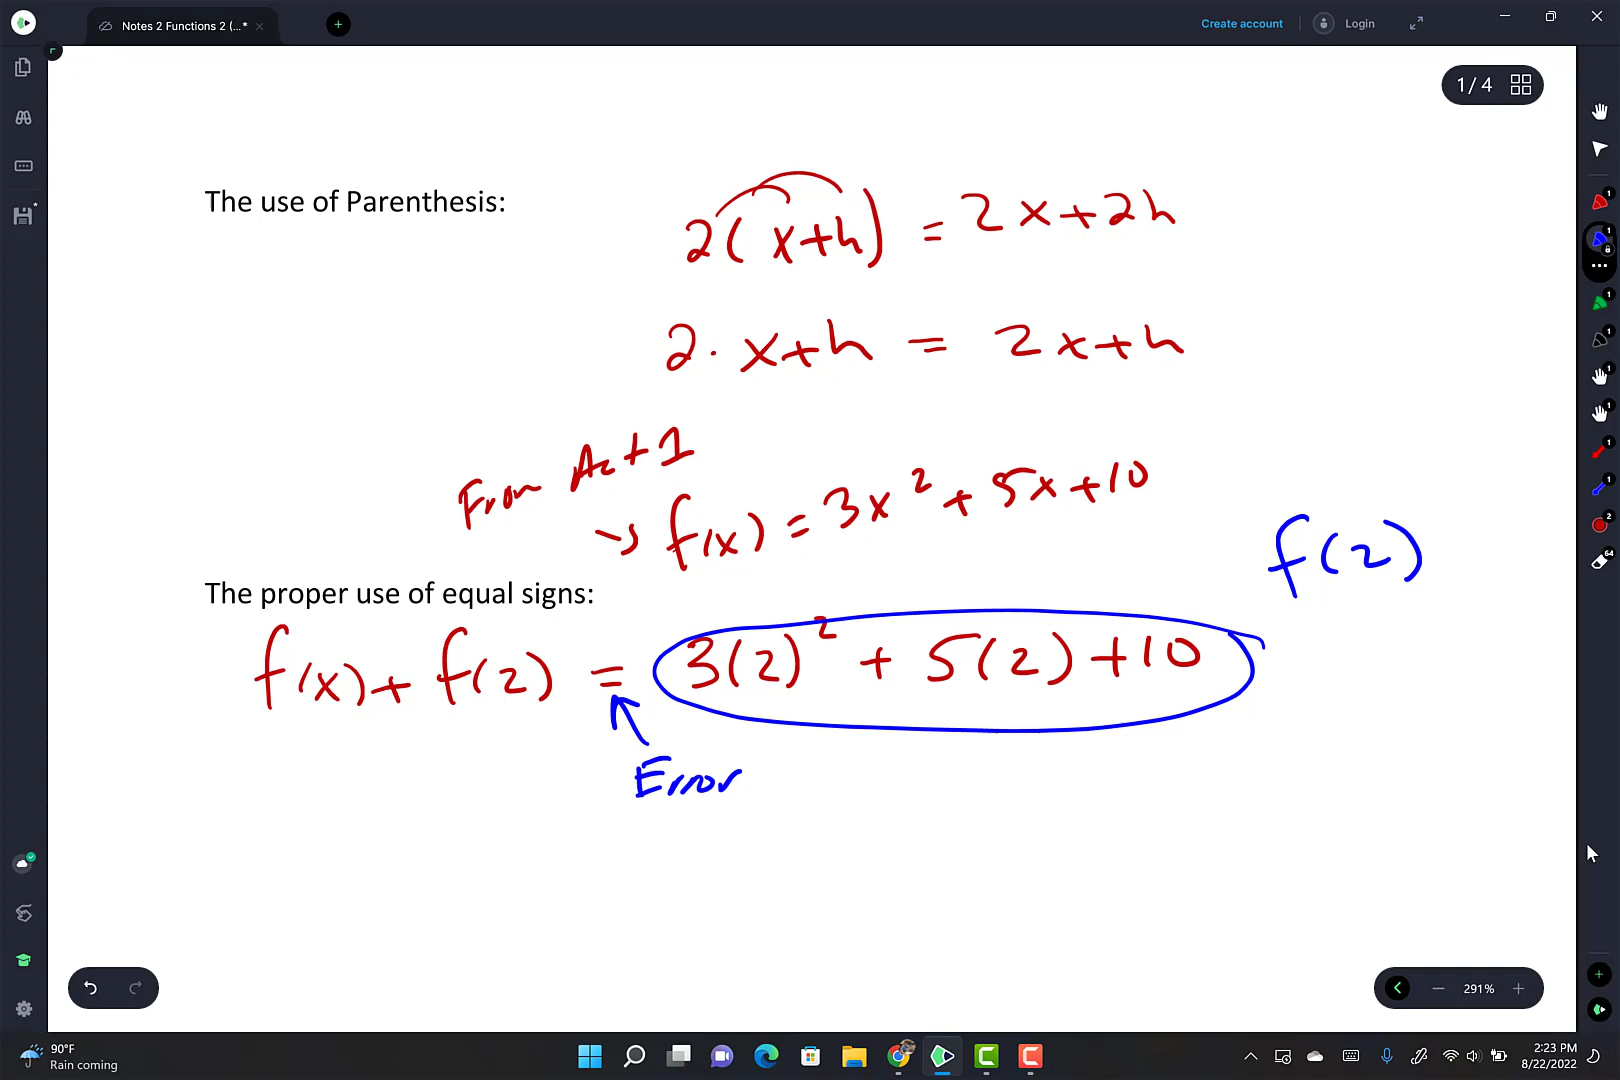 Notes 2 Functions 2 (...*
Create account
Login
1 / 4
The use of Parenthesis:
2(x+h) = 2x+2h
2·x+h = 2x+h
From Act 1
→ f(x) = 3x² + 5x+10
f(2)
The proper use of equal signs:
f(x)+ f(2) = 3(2)² + 5(2)+10
Error
291%
90°F
Rain coming
2:23 PM
8/22/2022